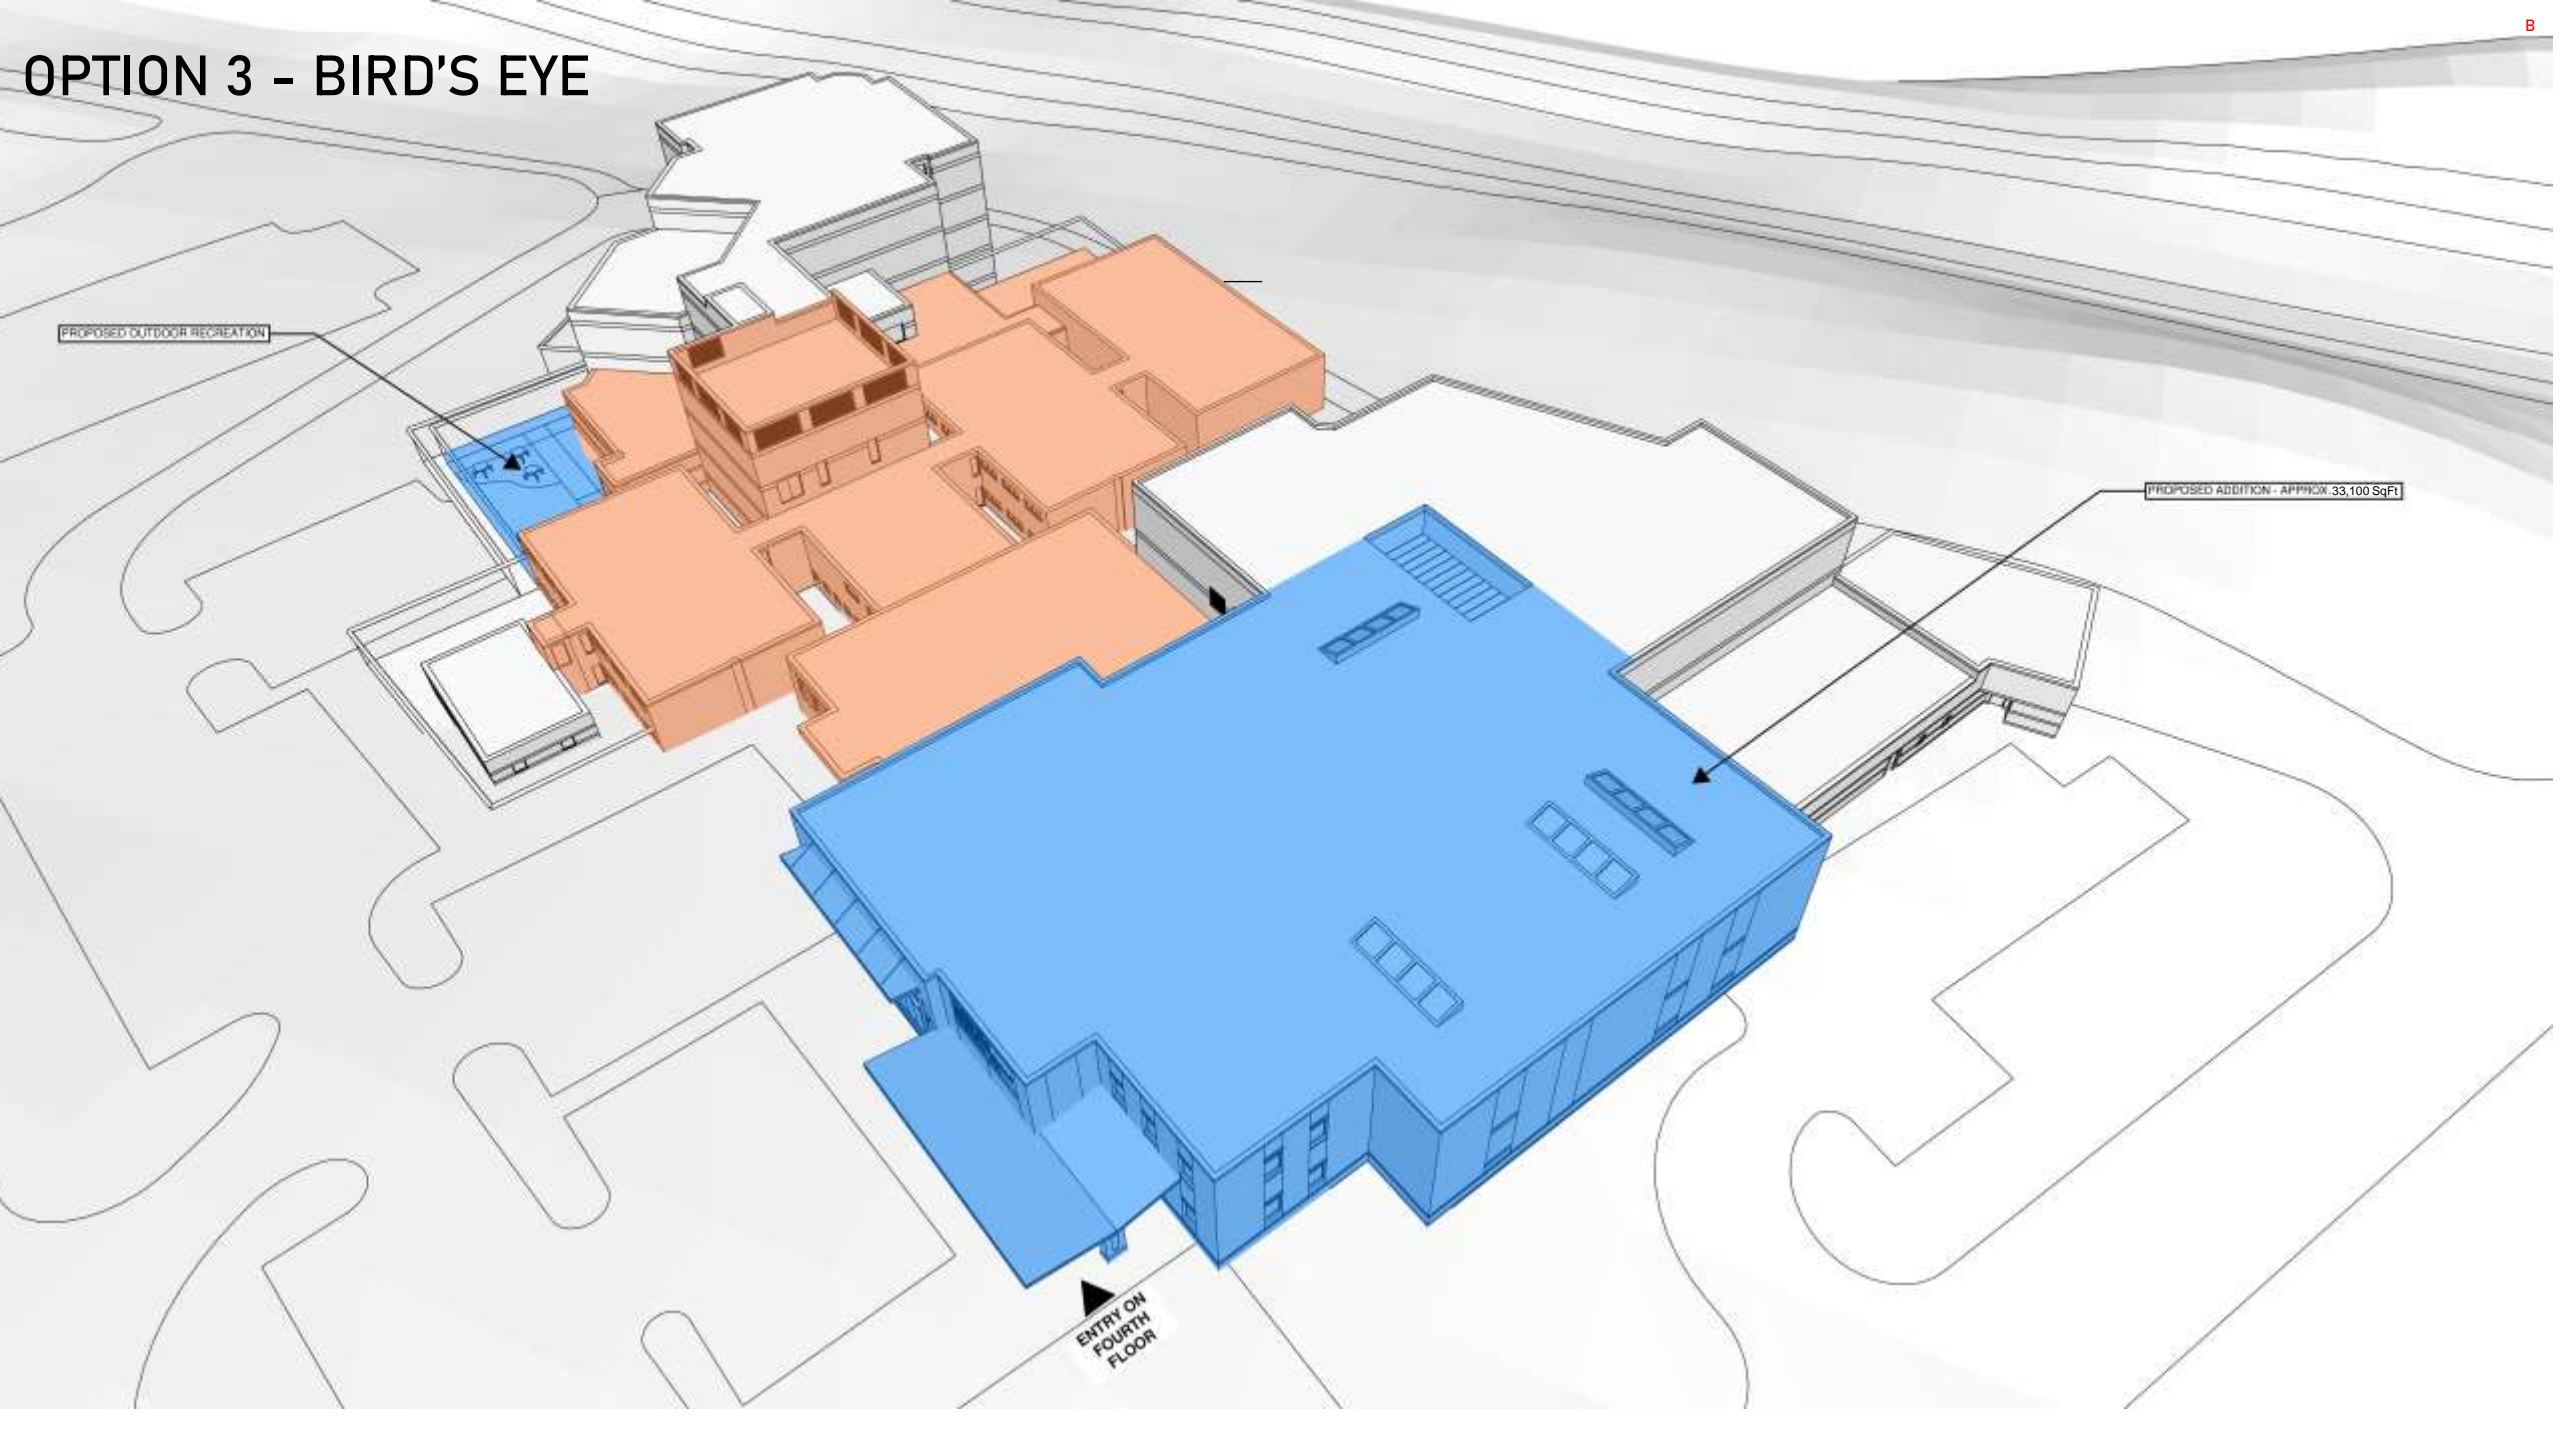 B
OPTION 3 - BIRD'S EYE
PROPOSED OUTDOOR RECREATION
PROPOSED ADDITION - APPROX. 33,100 SqFt
ENTRY ON
FOURTH
FLOOR